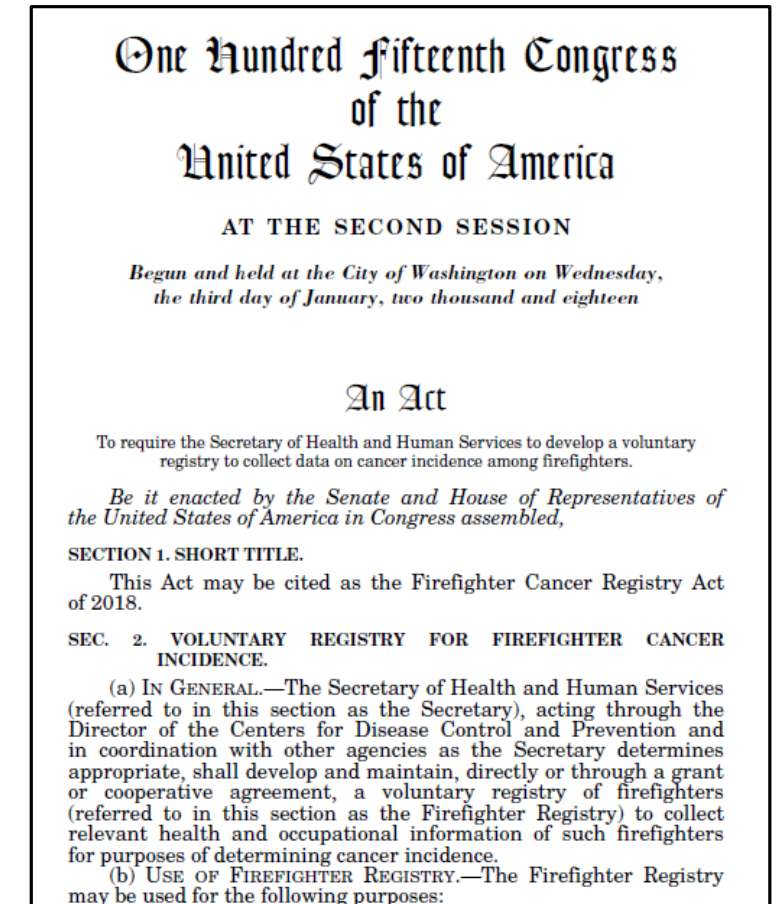 One Hundred Fifteenth Congress
of the
United States of America
AT THE SECOND SESSION
Begun and held at the City of Washington on Wednesday,
the third day of January, two thousand and eighteen
An Act
To require the Secretary of Health and Human Services to develop a voluntary
registry to collect data on cancer incidence among firefighters.
Be it enacted by the Senate and House of Representatives of
the United States of America in Congress assembled,
SECTION 1. SHORT TITLE.
This Act may be cited as the Firefighter Cancer Registry Act
of 2018.
SEC. 2. VOLUNTARY REGISTRY FOR FIREFIGHTER CANCER
INCIDENCE.
(a) IN GENERAL.—The Secretary of Health and Human Services
(referred to in this section as the Secretary), acting through the
Director of the Centers for Disease Control and Prevention and
in coordination with other agencies as the Secretary determines
appropriate, shall develop and maintain, directly or through a grant
or cooperative agreement, a voluntary registry of firefighters
(referred to in this section as the Firefighter Registry) to collect
relevant health and occupational information of such firefighters
for purposes of determining cancer incidence.
(b) USE OF FIREFIGHTER REGISTRY.—The Firefighter Registry
may be used for the following purposes: